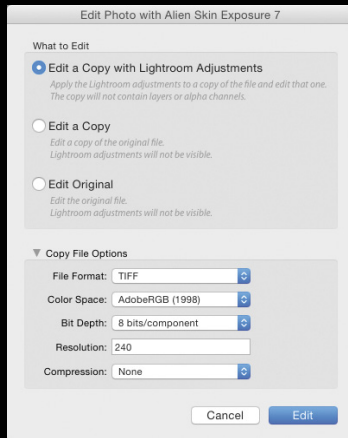 Edit Photo with Alien Skin Exposure 7
What to Edit
Edit a Copy with Lightroom Adjustments
Apply the Lightroom adjustments to a copy of the file and edit that one.
The copy will not contain layers or alpha channels.
Edit a Copy
Edit a copy of the original file.
Lightroom adjustments will not be visible.
Edit Original
Edit the original file.
Lightroom adjustments will not be visible.
Copy File Options
File Format: TIFF
Color Space: AdobeRGB (1998)
Bit Depth: 8 bits/component
Resolution: 240
Compression: None
Cancel Edit